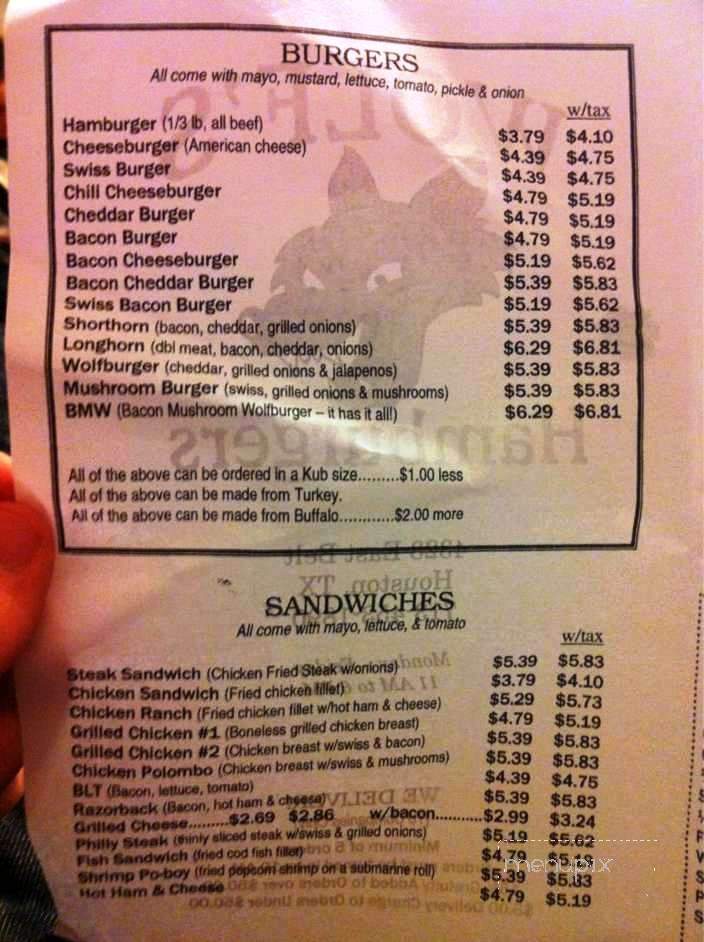 BURGERS
All come with mayo, mustard, lettuce, tomato, pickle & onion
w/tax
Hamburger (1/3 lb, all beef) $3.79 $4.10
Cheeseburger (American cheese) $4.39 $4.75
Swiss Burger $4.39 $4.75
Chili Cheeseburger $4.79 $5.19
Cheddar Burger $4.79 $5.19
Bacon Burger $4.79 $5.19
Bacon Cheeseburger $5.19 $5.62
Bacon Cheddar Burger $5.39 $5.83
Swiss Bacon Burger $5.19 $5.62
Shorthorn (bacon, cheddar, grilled onions) $5.39 $5.83
Longhorn (dbl meat, bacon, cheddar, onions) $6.29 $6.81
Wolfburger (cheddar, grilled onions & jalapenos) $5.39 $5.83
Mushroom Burger (swiss, grilled onions & mushrooms) $5.39 $5.83
BMW (Bacon Mushroom Wolfburger – it has it all!) $6.29 $6.81
All of the above can be ordered in a Kub size.........$1.00 less
All of the above can be made from Turkey.
All of the above can be made from Buffalo............$2.00 more
SANDWICHES
All come with mayo, lettuce, & tomato
w/tax
Steak Sandwich (Chicken Fried Steak w/onions) $5.39 $5.83
Chicken Sandwich (Fried chicken fillet) $3.79 $4.10
Chicken Ranch (Fried chicken fillet w/hot ham & cheese) $5.29 $5.73
Grilled Chicken #1 (Boneless grilled chicken breast) $4.79 $5.19
Grilled Chicken #2 (Chicken breast w/swiss & bacon) $5.39 $5.83
Chicken Polombo (Chicken breast w/swiss & mushrooms) $5.39 $5.83
BLT (Bacon, lettuce, tomato) $4.39 $4.75
Razorback (Bacon, hot ham & cheese) $5.39 $5.83
Grilled Cheese.........$2.69 $2.86 w/bacon..........$2.99 $3.24
Philly Steak (thinly sliced steak w/swiss & grilled onions) $5.19 $5.62
Fish Sandwich (fried cod fish fillet)
Shrimp Po-boy (fried popcorn shrimp on a submarine roll) $5.39 $5.83
Hot Ham & Cheese $4.79 $5.19
menupix